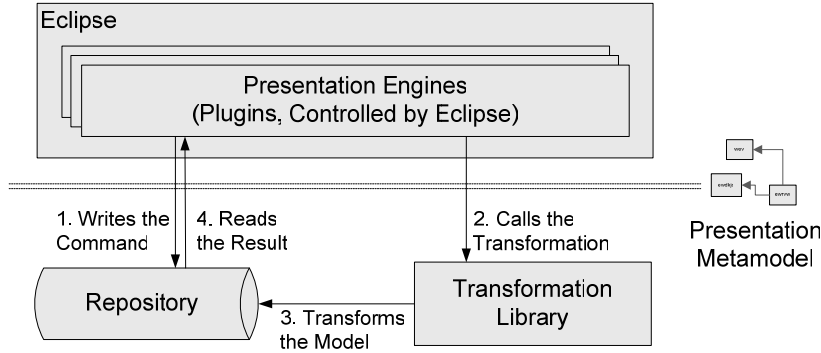 Eclipse
Presentation Engines
(Plugins, Controlled by Eclipse)
1. Writes the
Command
4. Reads
the Result
2. Calls the
Transformation
Presentation
Metamodel
Repository
Transformation
Library
3. Transforms
the Model